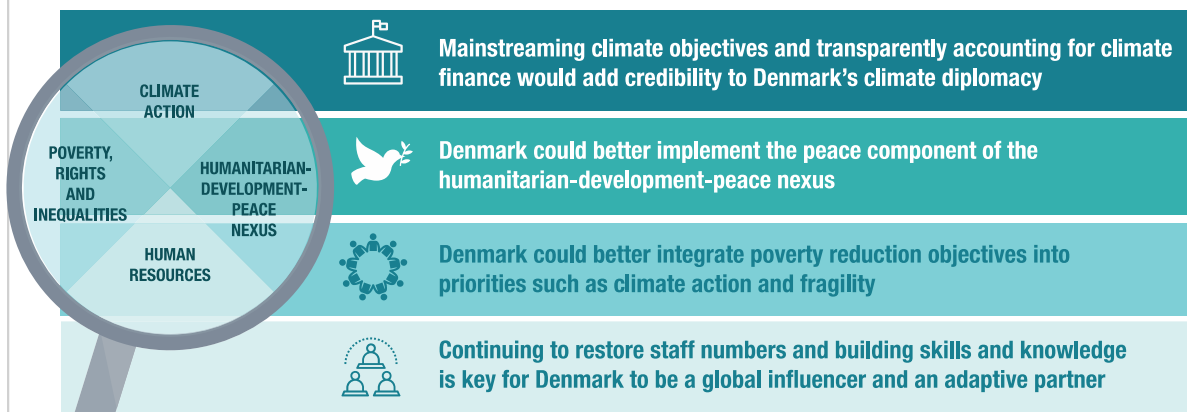 CLIMATE
ACTION
POVERTY,
RIGHTS
AND
INEQUALITIES
HUMANITARIAN-
DEVELOPMENT-
PEACE
NEXUS
HUMAN
RESOURCES
Mainstreaming climate objectives and transparently accounting for climate
finance would add credibility to Denmark's climate diplomacy
Denmark could better implement the peace component of the
humanitarian-development-peace nexus
Denmark could better integrate poverty reduction objectives into
priorities such as climate action and fragility
Continuing to restore staff numbers and building skills and knowledge
is key for Denmark to be a global influencer and an adaptive partner